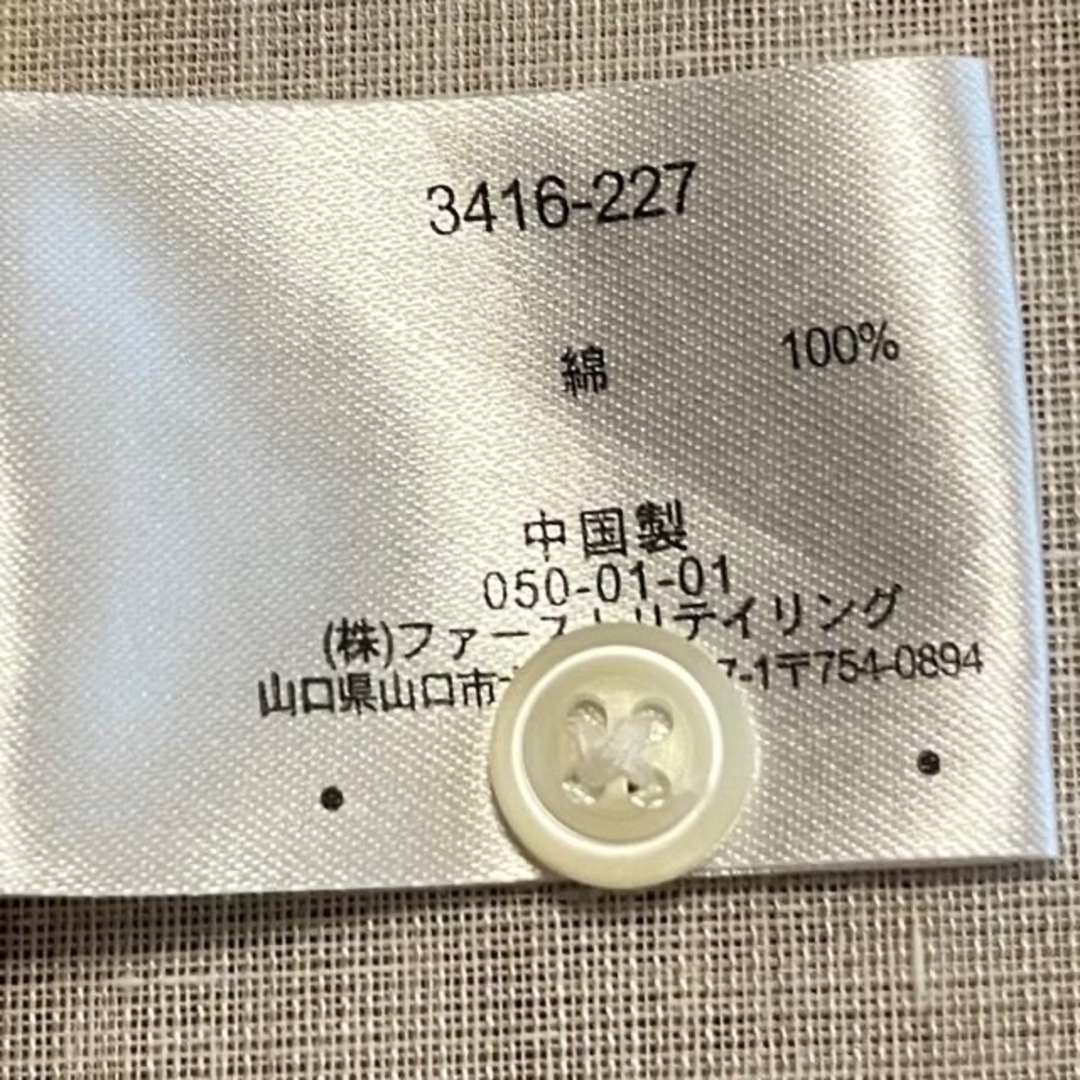 3416-227
綿 100%
中国製
050-01-01
(株)ファーストリテイリング
山口県山口市 7-1〒754-0894